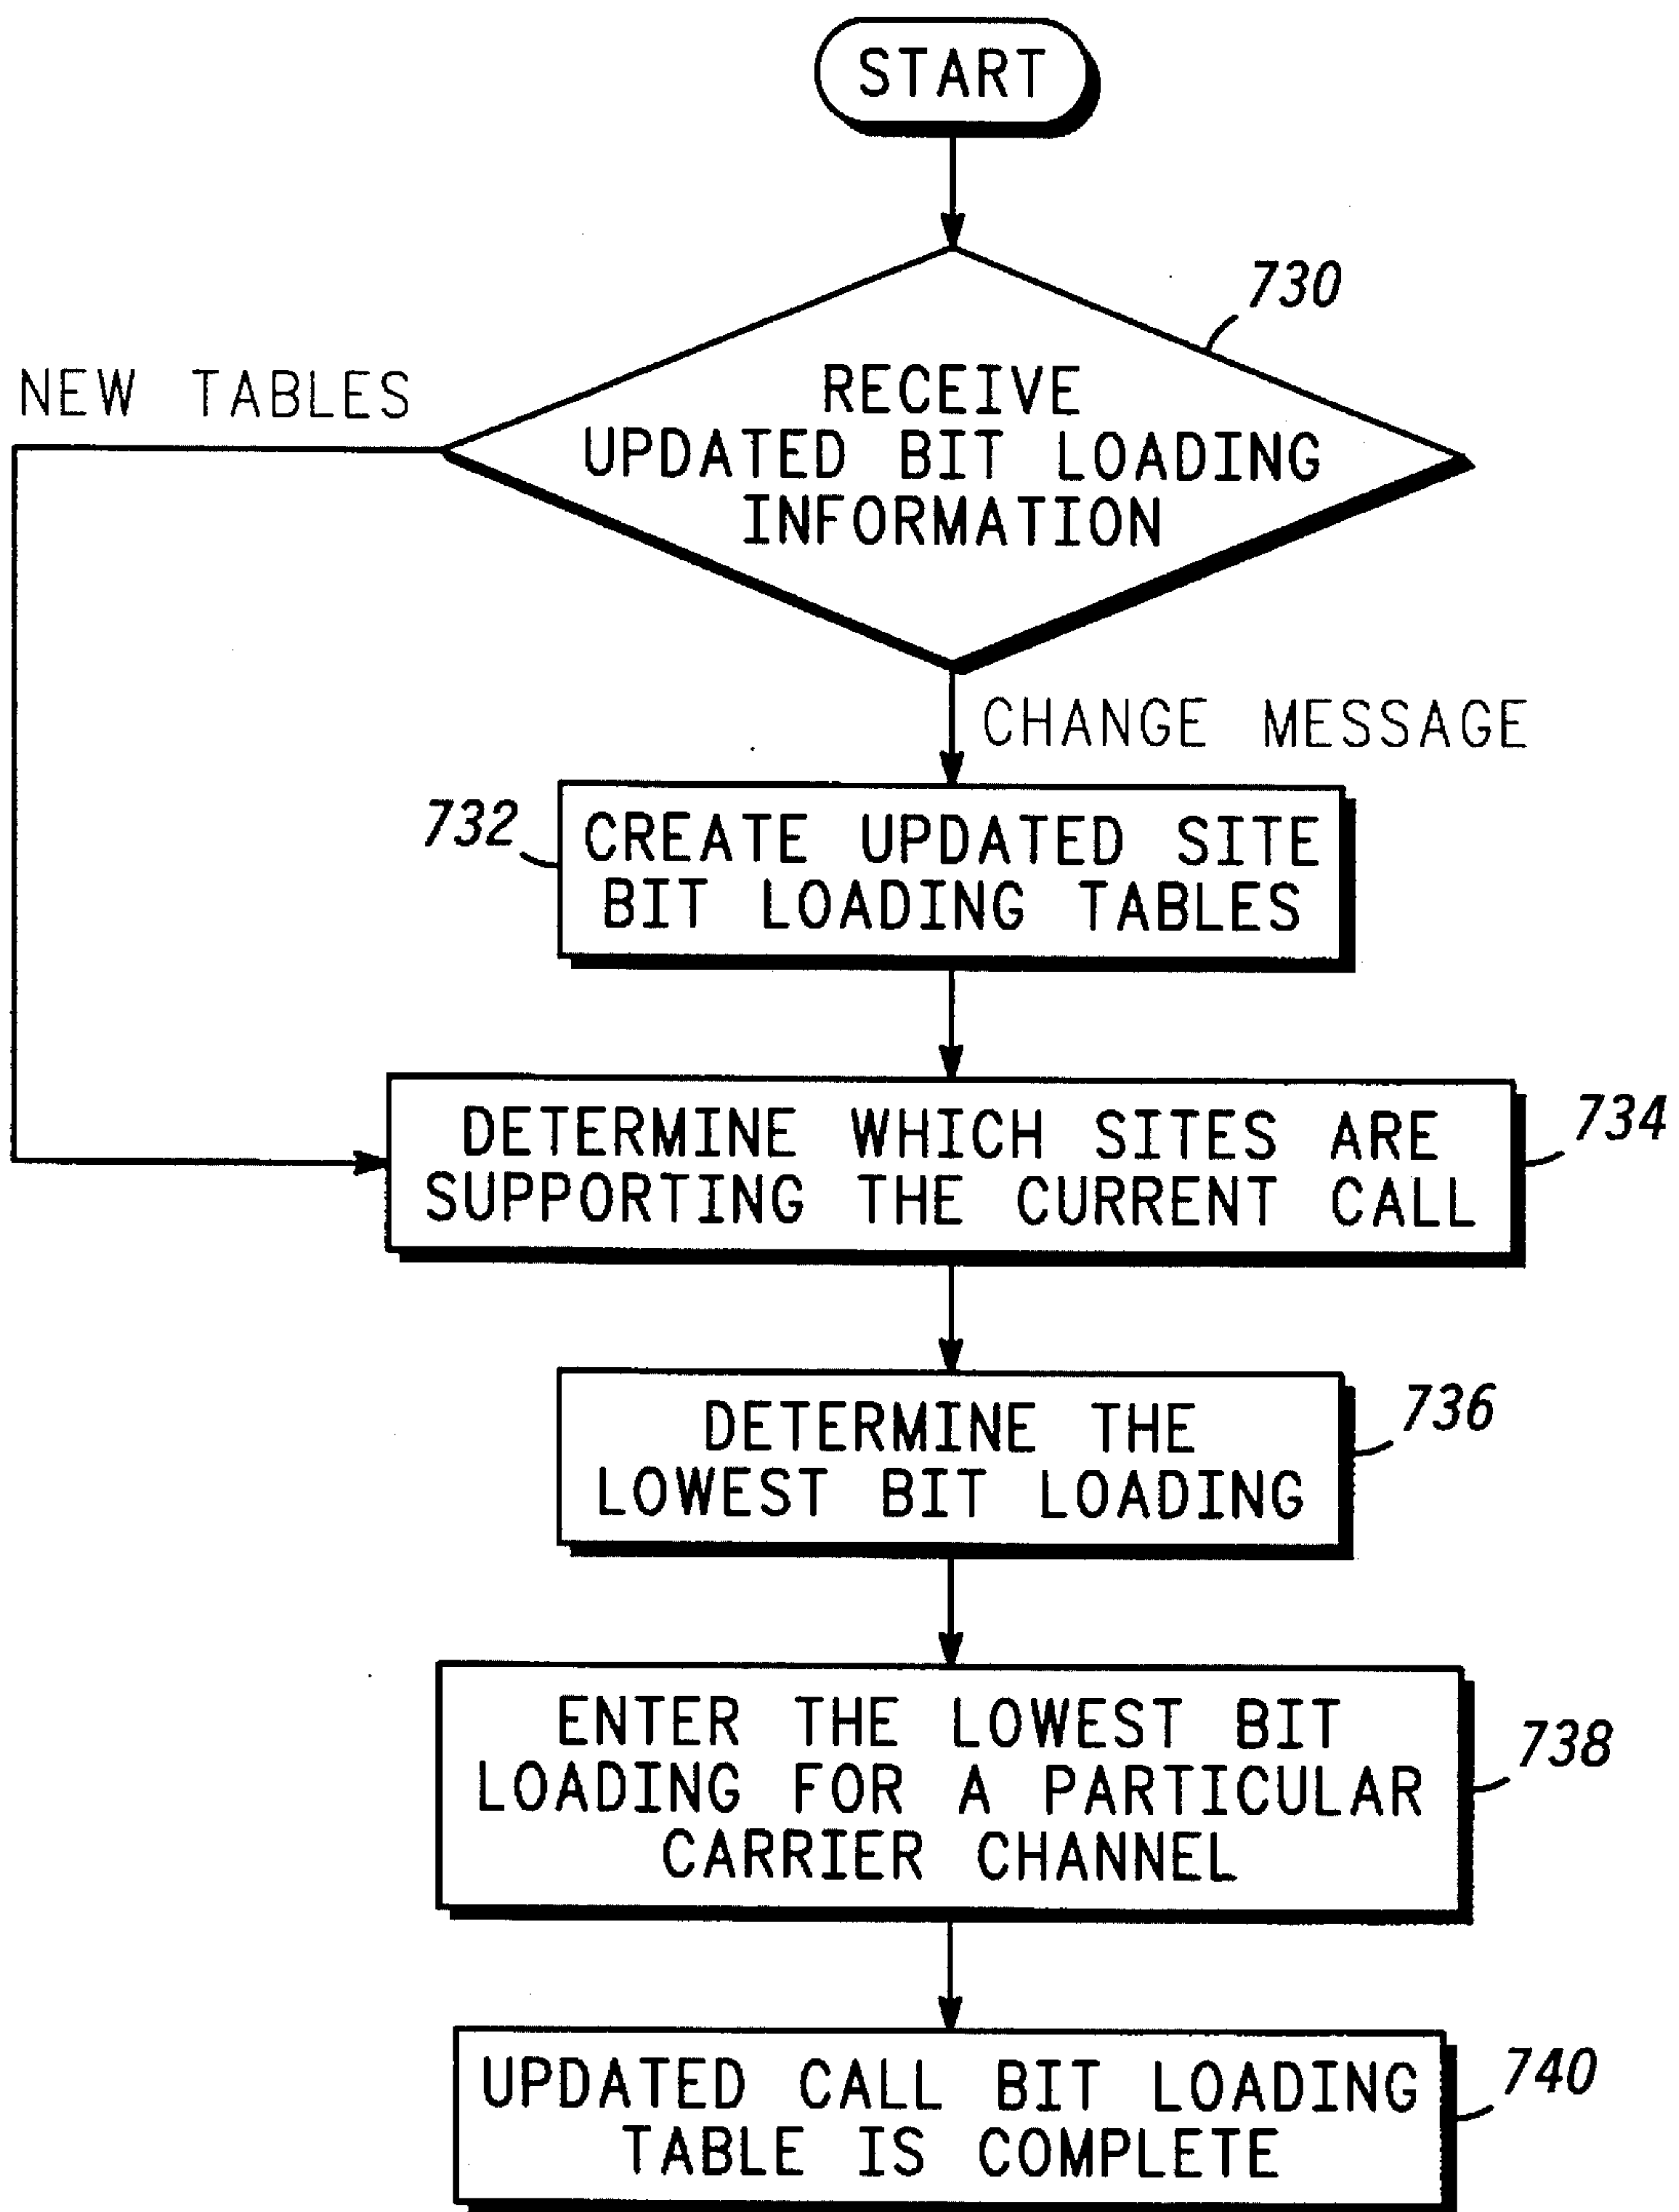 START
730
NEW TABLES
RECEIVE
UPDATED BIT LOADING
INFORMATION
CHANGE MESSAGE
732
CREATE UPDATED SITE
BIT LOADING TABLES
734
DETERMINE WHICH SITES ARE
SUPPORTING THE CURRENT CALL
736
DETERMINE THE
LOWEST BIT LOADING
738
ENTER THE LOWEST BIT
LOADING FOR A PARTICULAR
CARRIER CHANNEL
740
UPDATED CALL BIT LOADING
TABLE IS COMPLETE